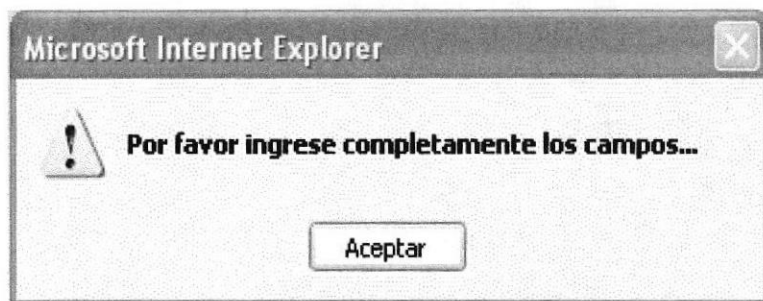 Microsoft Internet Explorer
Por favor ingrese completamente los campos...
Aceptar